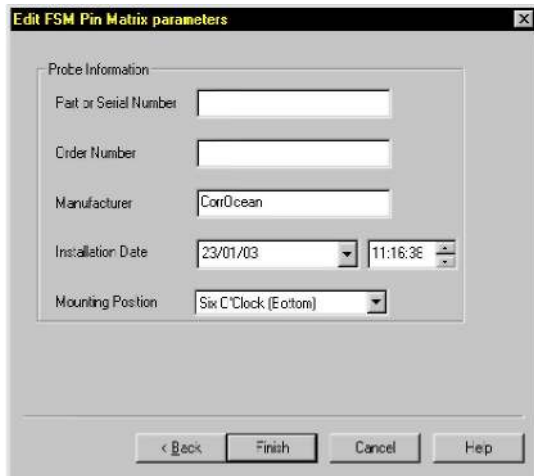 Edit FSM Pin Matrix parameters
Probe Information
Part or Serial Number
Order Number
Manufacturer CorrOcean
Installation Date 23/01/03 11:16:36
Mounting Position Six O'Clock (Bottom)
< Back Finish Cancel Help